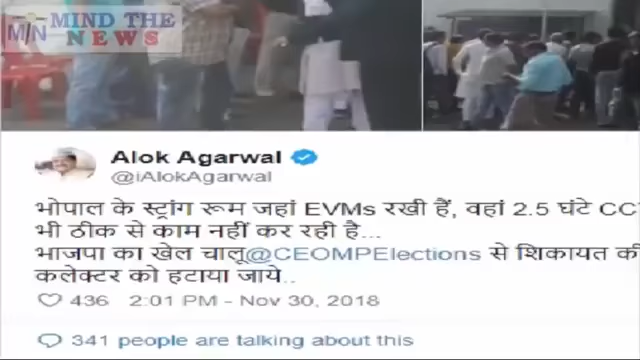 MIN MIND THE
NEWS
Alok Agarwal
@iAlokAgarwal
भोपाल के स्ट्रांग रूम जहां EVMs रखी हैं, वहां 2.5 घंटे CC
भी ठीक से काम नहीं कर रही है...
भाजपा का खेल चालू@CEOMPElections से शिकायत की
कलेक्टर को हटाया जाये..
436 2:01 PM - Nov 30, 2018
341 people are talking about this